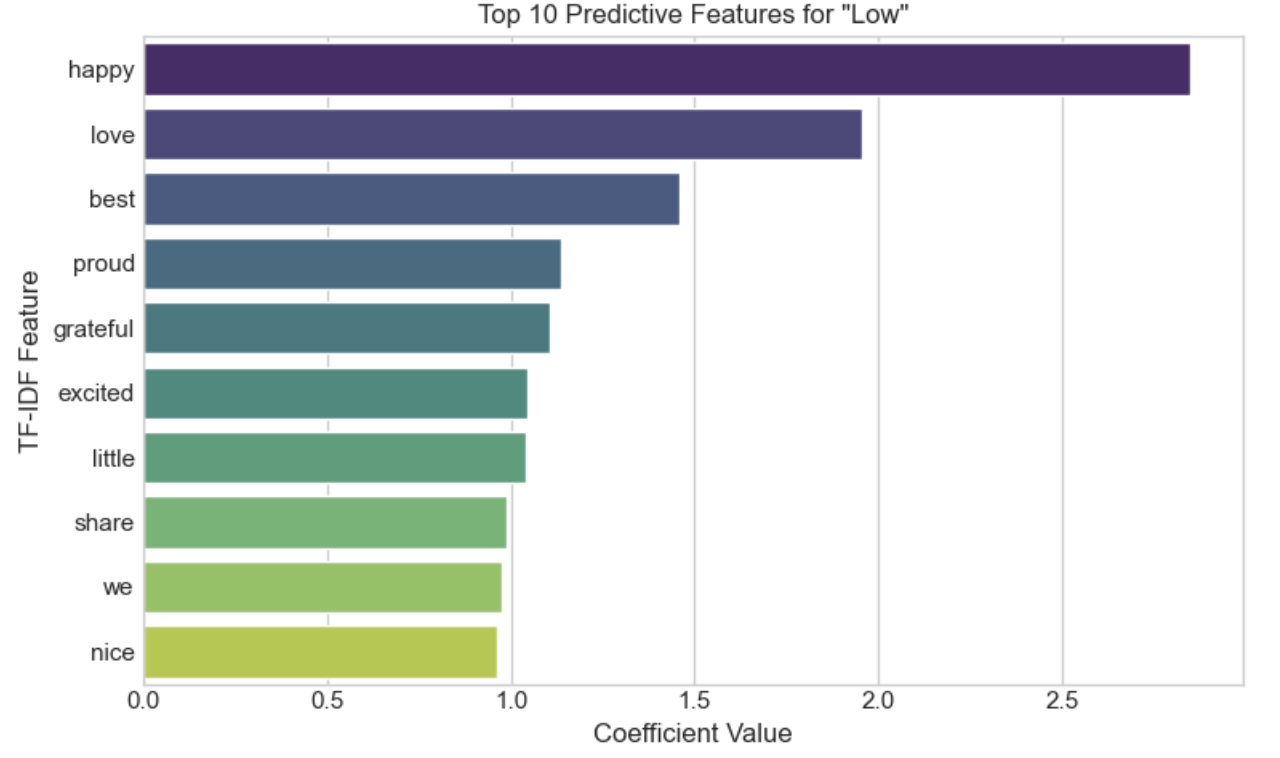 Top 10 Predictive Features for "Low"
TF-IDF Feature
happy
love
best
proud
grateful
excited
little
share
we
nice
0.0 0.5 1.0 1.5 2.0 2.5
Coefficient Value